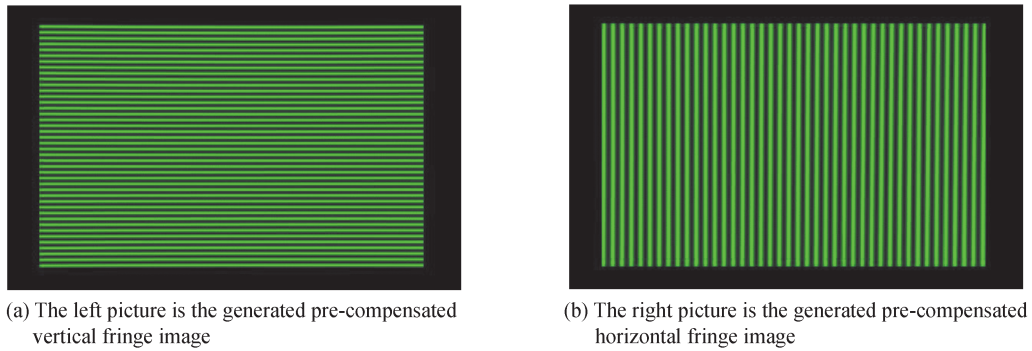 (a) The left picture is the generated pre-compensated
vertical fringe image
(b) The right picture is the generated pre-compensated
horizontal fringe image